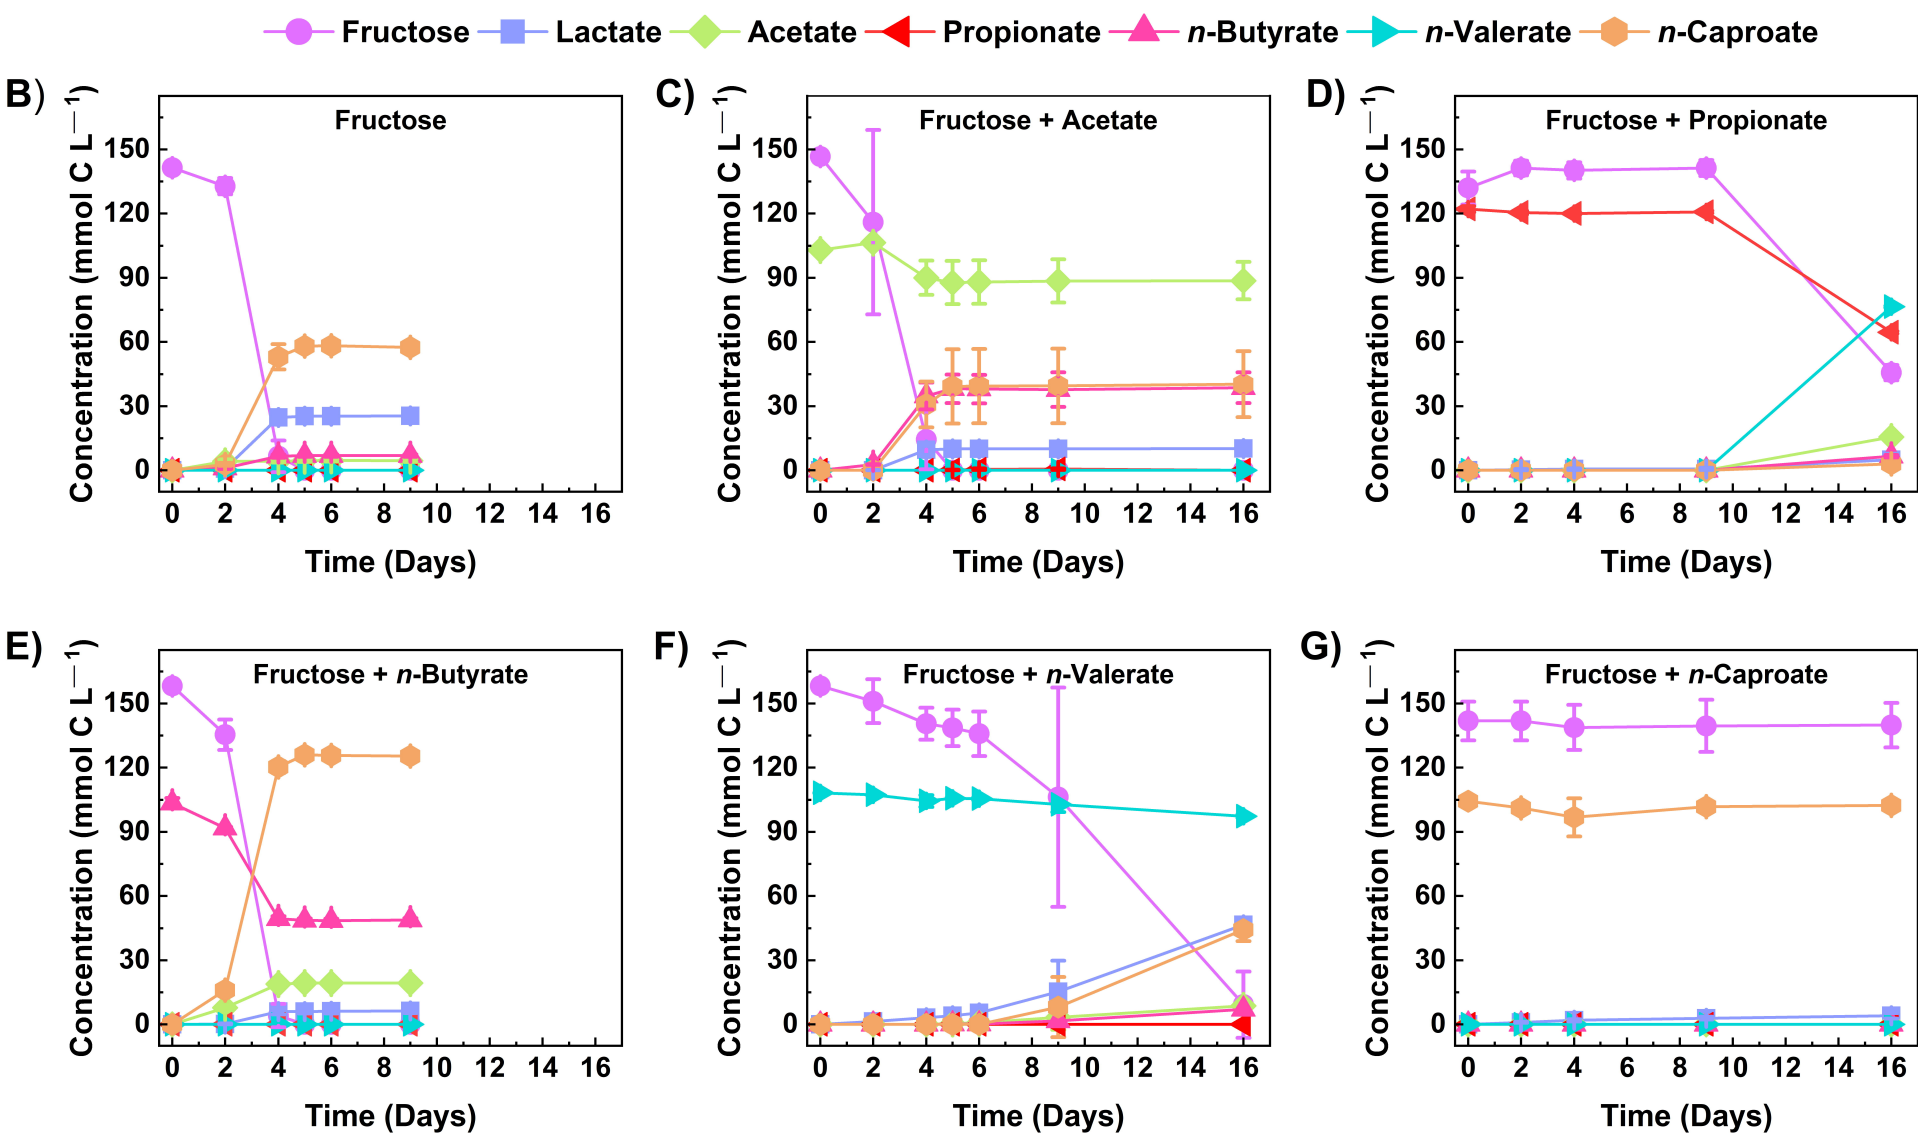 Fructose Lactate Acetate Propionate n-Butyrate n-Valerate n-Caproate
B)
Fructose
Concentration (mmol C L—1)
150
120
90
60
30
0
0 2 4 6 8 10 12 14 16
Time (Days)
C)
Fructose + Acetate
Concentration (mmol C L—1)
150
120
90
60
30
0
0 2 4 6 8 10 12 14 16
Time (Days)
D)
Fructose + Propionate
Concentration (mmol C L—1)
150
120
90
60
30
0
0 2 4 6 8 10 12 14 16
Time (Days)
E)
Fructose + n-Butyrate
Concentration (mmol C L—1)
150
120
90
60
30
0
0 2 4 6 8 10 12 14 16
Time (Days)
F)
Fructose + n-Valerate
Concentration (mmol C L—1)
150
120
90
60
30
0
0 2 4 6 8 10 12 14 16
Time (Days)
G)
Fructose + n-Caproate
Concentration (mmol C L—1)
150
120
90
60
30
0
0 2 4 6 8 10 12 14 16
Time (Days)